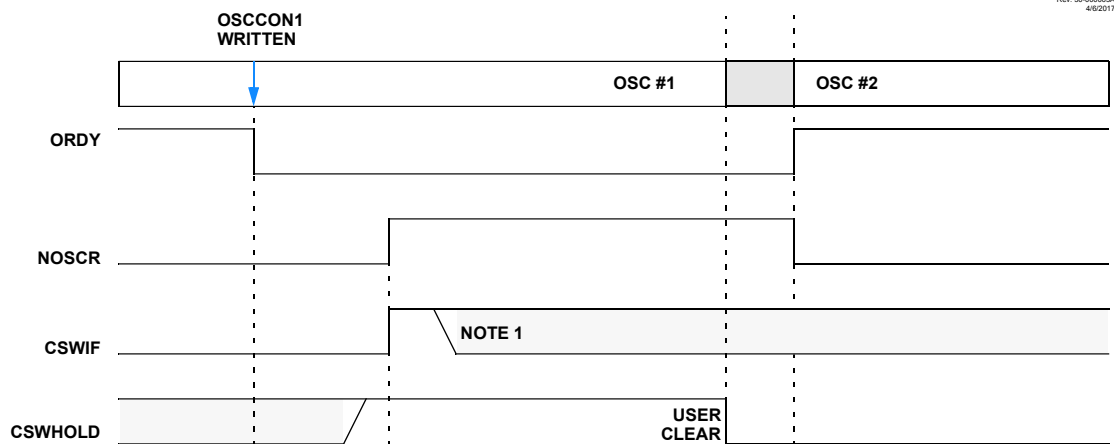 4/6/2017
OSCCON1
WRITTEN
OSC #1
OSC #2
ORDY
NOSCR
CSWIF
NOTE 1
CSWHOLD
USER
CLEAR